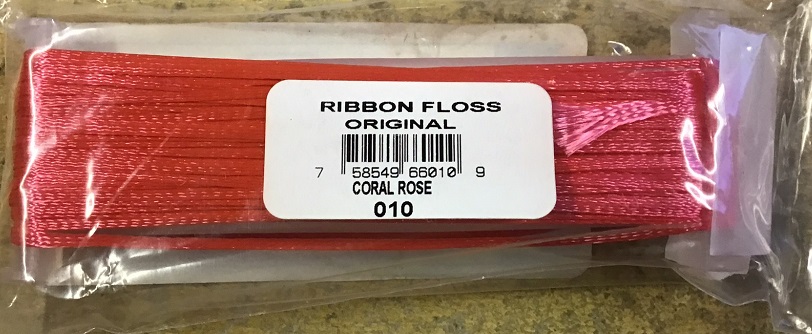 RIBBON FLOSS
ORIGINAL
7 58549 66010 9
CORAL ROSE
010